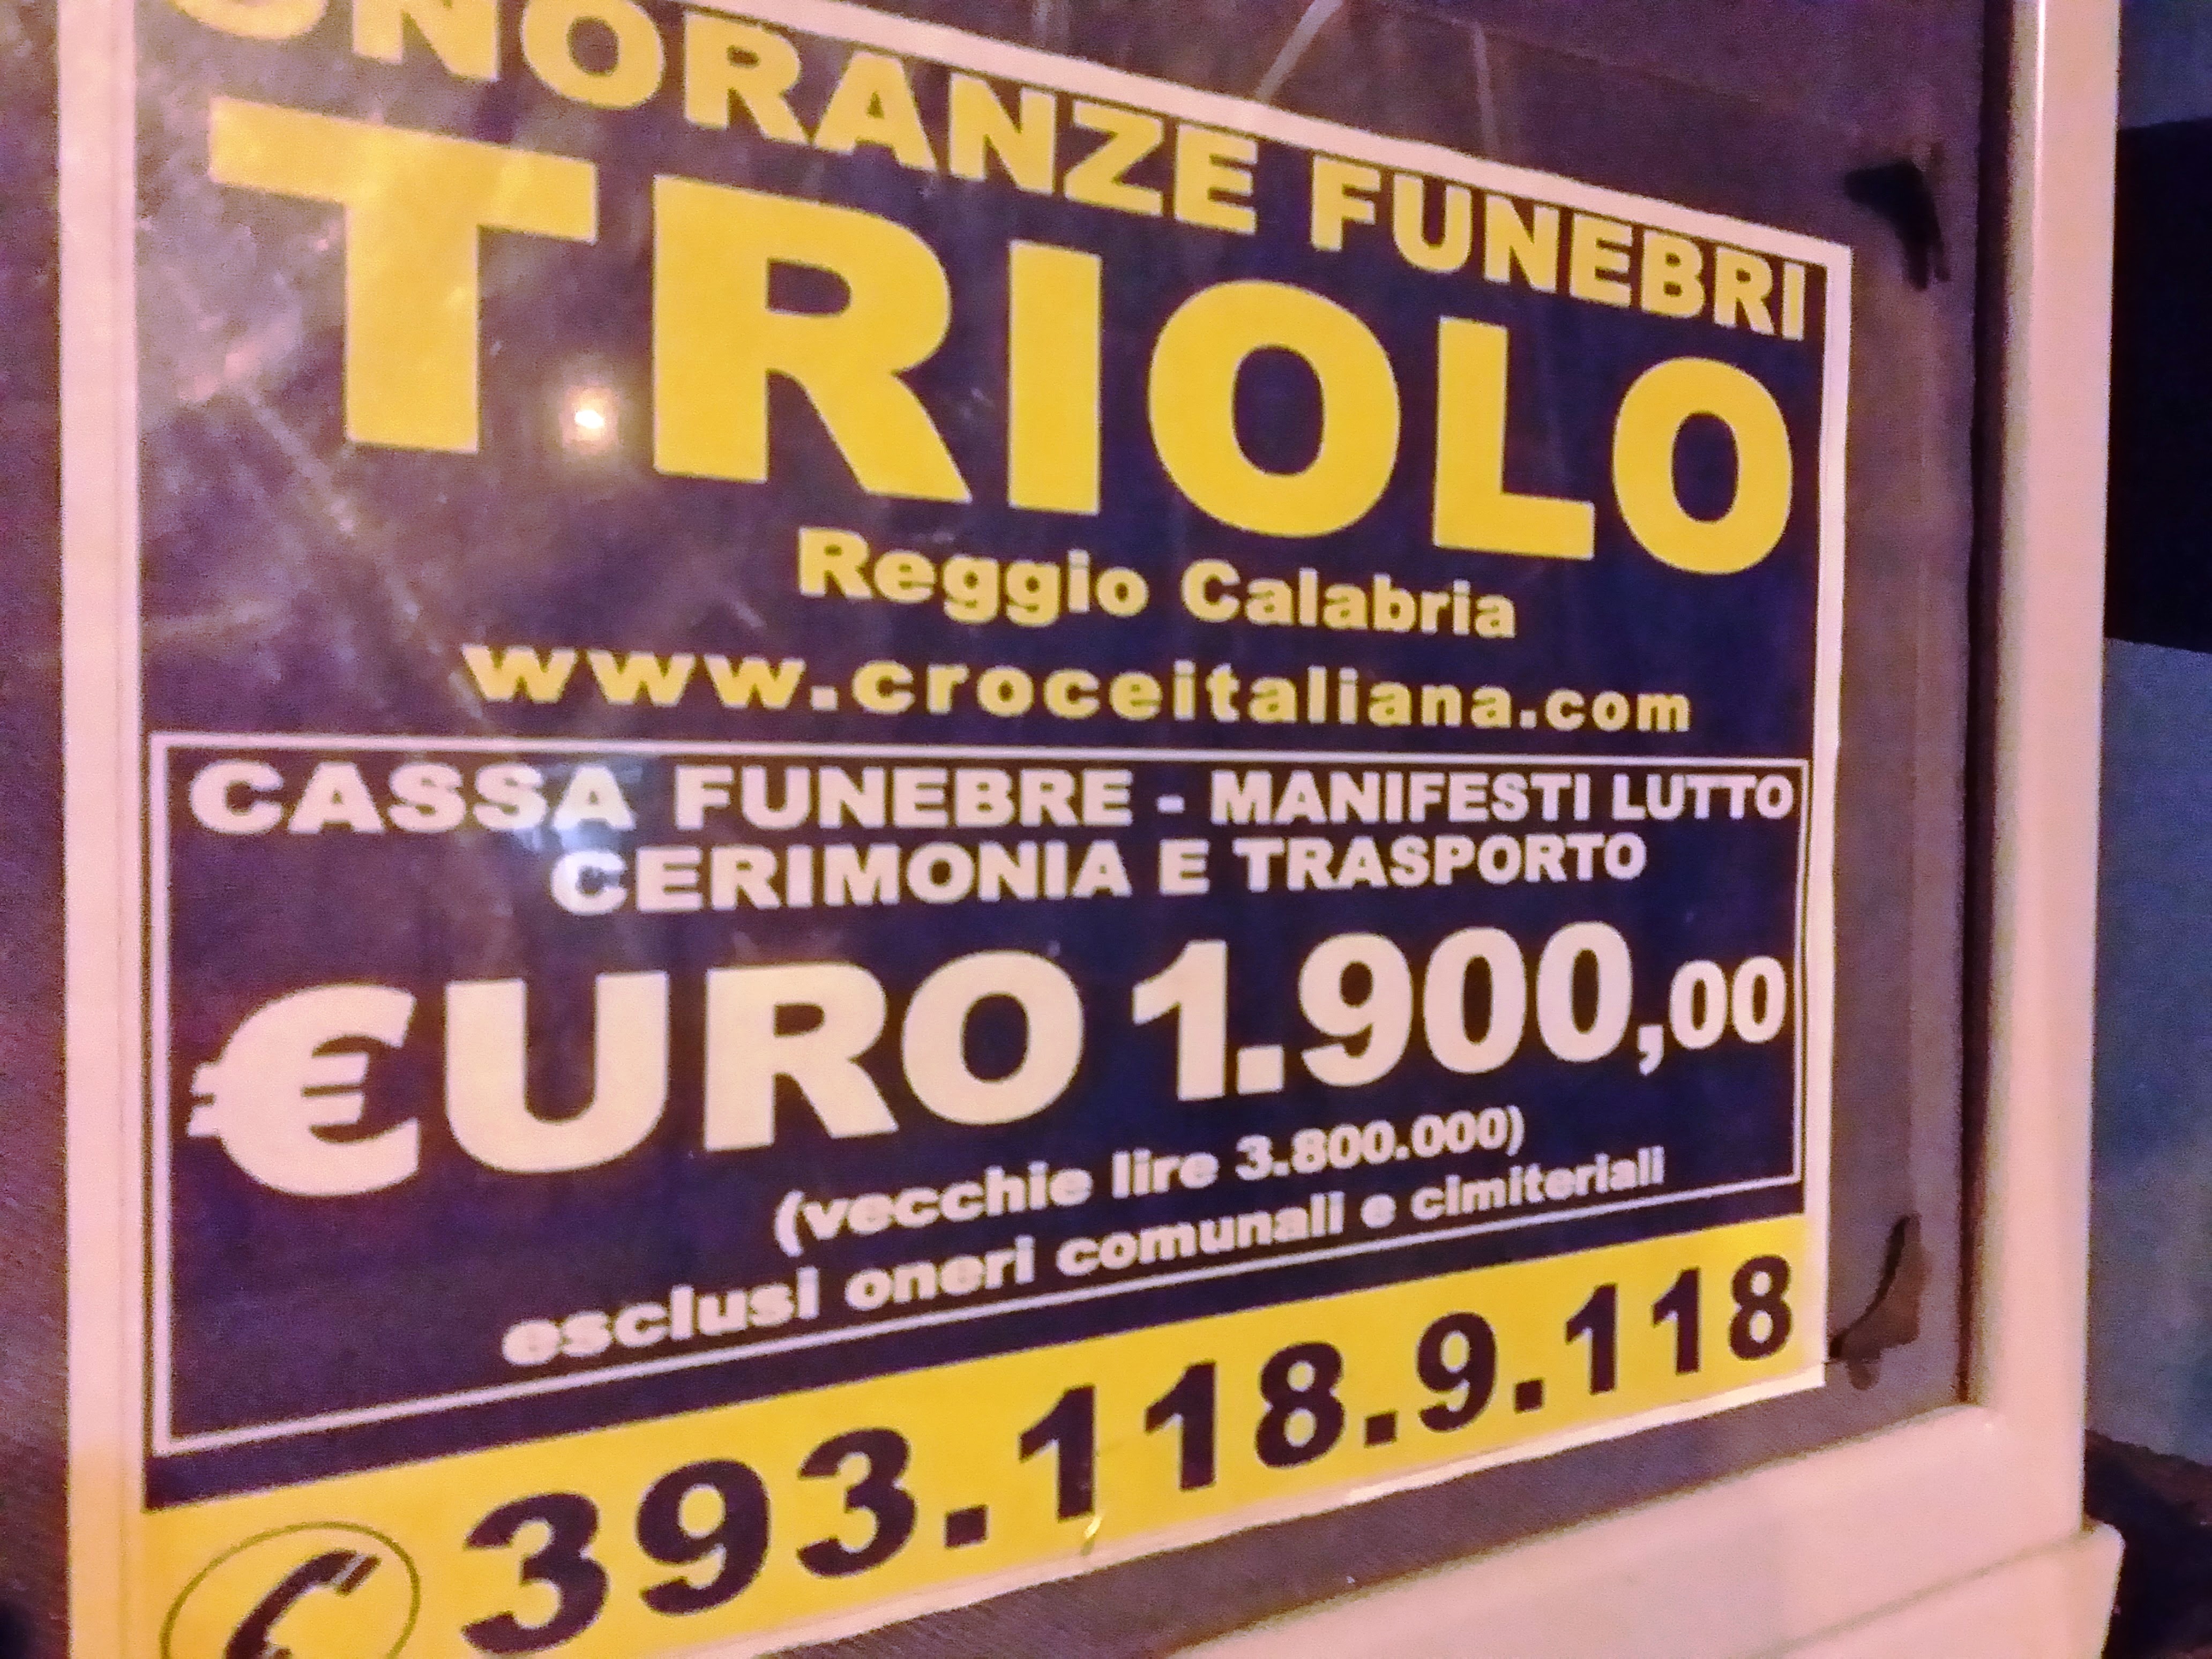 ONORANZE FUNEBRI
TRIOLO
Reggio Calabria
www.croceitaliana.com
CASSA FUNEBRE - MANIFESTI LUTTO
CERIMONIA E TRASPORTO
€URO 1.900,00
(vecchie lire 3.800.000)
esclusi oneri comunali e cimiteriali
393.118.9.118